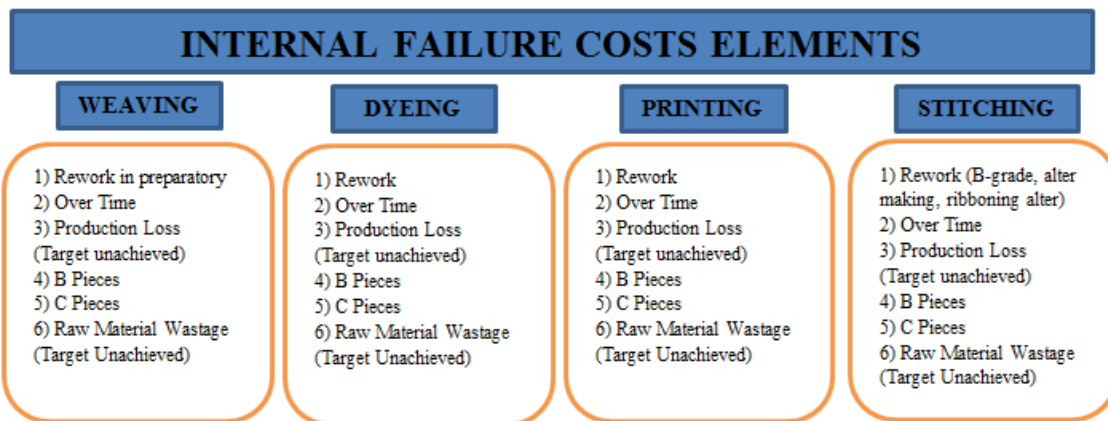 INTERNAL FAILURE COSTS ELEMENTS
WEAVING
1) Rework in preparatory
2) Over Time
3) Production Loss
(Target unachieved)
4) B Pieces
5) C Pieces
6) Raw Material Wastage
(Target Unachieved)
DYEING
1) Rework
2) Over Time
3) Production Loss
(Target unachieved)
4) B Pieces
5) C Pieces
6) Raw Material Wastage
(Target Unachieved)
PRINTING
1) Rework
2) Over Time
3) Production Loss
(Target unachieved)
4) B Pieces
5) C Pieces
6) Raw Material Wastage
(Target Unachieved)
STITCHING
1) Rework (B-grade, alter
making, ribboning alter)
2) Over Time
3) Production Loss
(Target unachieved)
4) B Pieces
5) C Pieces
6) Raw Material Wastage
(Target Unachieved)